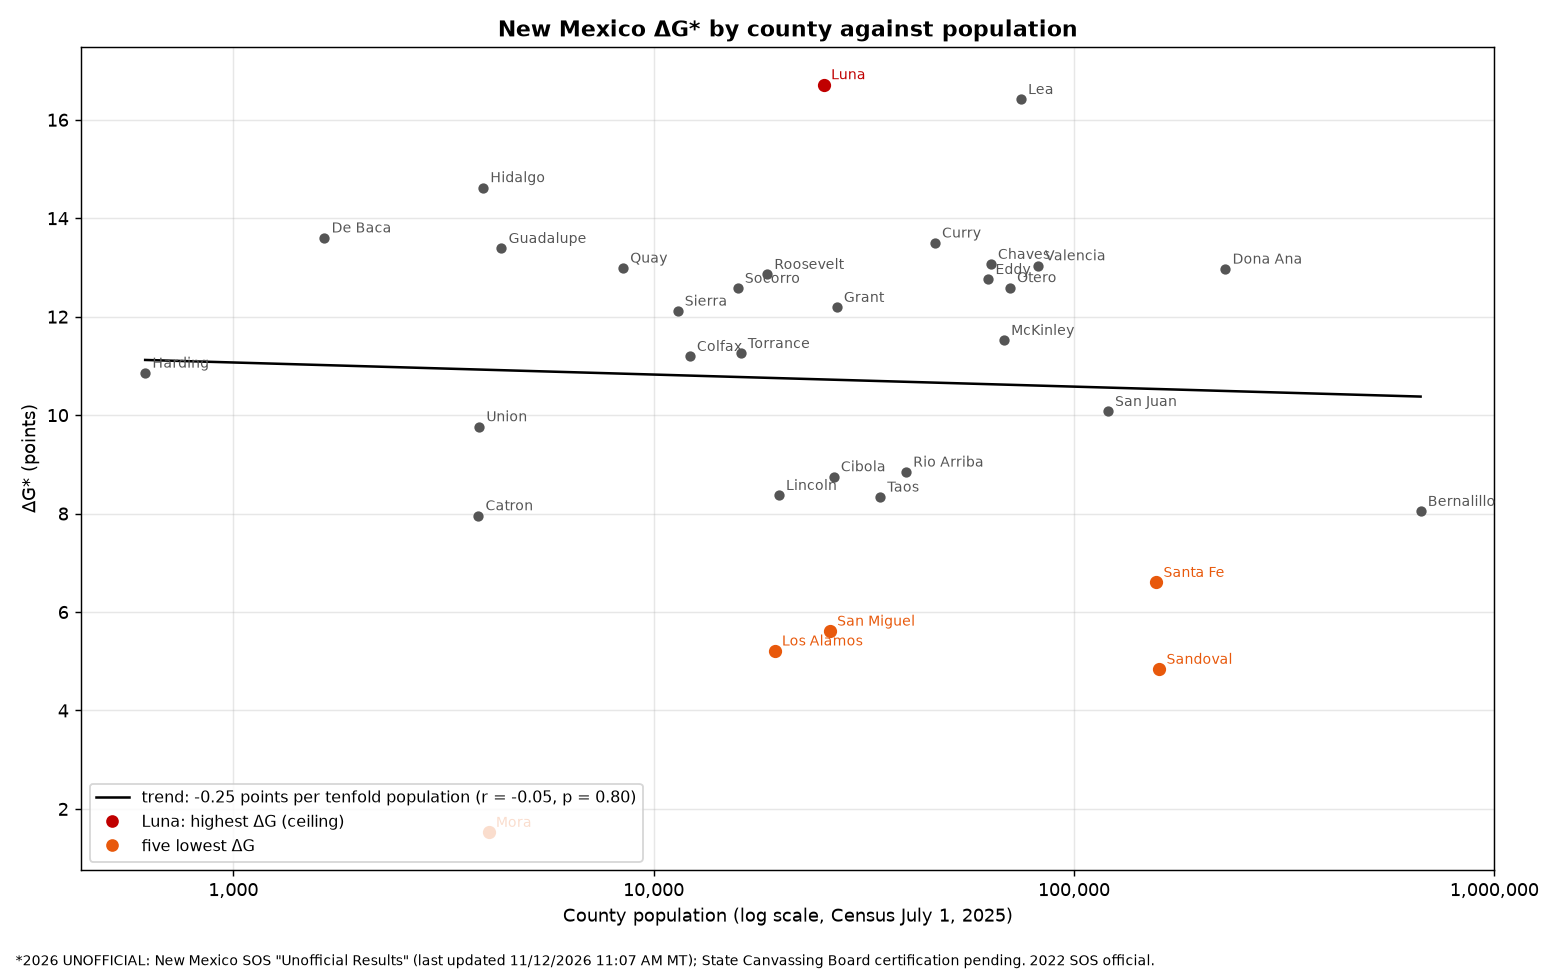 New Mexico ΔG* by county against population
Luna
Lea
16
Hidalgo
14
De Baca
Guadalupe
Curry
Quay
Roosevelt
Chaves
Valencia
Dona Ana
Eddy
Socorro
Otero
Sierra
Grant
12
McKinley
Colfax
Torrance
Harding
10
San Juan
Union
Rio Arriba
Cibola
Lincoln
Taos
Catron
Bernalillo
8
Santa Fe
6
San Miguel
Los Alamos
Sandoval
4
2
ΔG* (points)
trend: -0.25 points per tenfold population (r = -0.05, p = 0.80)
Luna: highest ΔG (ceiling)
Mora
five lowest ΔG
1,000
10,000
100,000
1,000,000
County population (log scale, Census July 1, 2025)
*2026 UNOFFICIAL: New Mexico SOS "Unofficial Results" (last updated 11/12/2026 11:07 AM MT); State Canvassing Board certification pending. 2022 SOS official.